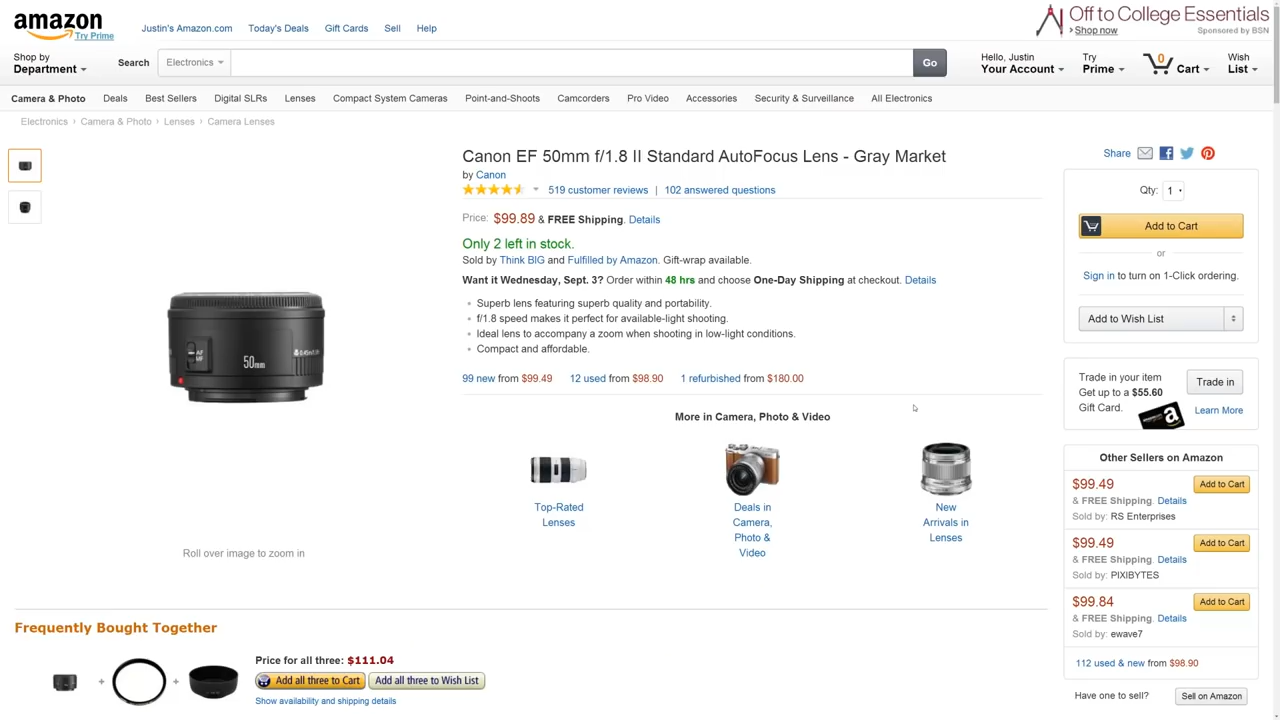 amazon
Try Prime
Justin's Amazon.com
Today's Deals
Gift Cards
Sell
Help
Off to College Essentials
› Shop now
Sponsored by BSN
Shop by
Department
Search
Electronics
Go
Hello, Justin
Your Account
Try
Prime
0
Cart
Wish
List
Camera & Photo
Deals
Best Sellers
Digital SLRs
Lenses
Compact System Cameras
Point-and-Shoots
Camcorders
Pro Video
Accessories
Security & Surveillance
All Electronics
Electronics › Camera & Photo › Lenses › Camera Lenses
AF
MF
50mm
Roll over image to zoom in
Canon EF 50mm f/1.8 II Standard AutoFocus Lens - Gray Market
by Canon
519 customer reviews | 102 answered questions
Price: $99.89 & FREE Shipping. Details
Only 2 left in stock.
Sold by Think BIG and Fulfilled by Amazon. Gift-wrap available.
Want it Wednesday, Sept. 3? Order within 48 hrs and choose One-Day Shipping at checkout. Details
Superb lens featuring superb quality and portability.
f/1.8 speed makes it perfect for available-light shooting.
Ideal lens to accompany a zoom when shooting in low-light conditions.
Compact and affordable.
99 new from $99.49 12 used from $98.90 1 refurbished from $180.00
More in Camera, Photo & Video
Top-Rated
Lenses
Deals in
Camera,
Photo &
Video
New
Arrivals in
Lenses
Share
Qty: 1
Add to Cart
or
Sign in to turn on 1-Click ordering.
Add to Wish List
Trade in your item
Get up to a $55.60
Gift Card.
Trade in
Learn More
Other Sellers on Amazon
$99.49
Add to Cart
& FREE Shipping. Details
Sold by: RS Enterprises
$99.49
Add to Cart
& FREE Shipping. Details
Sold by: PIXIBYTES
$99.84
Add to Cart
& FREE Shipping. Details
Sold by: ewave7
112 used & new from $98.90
Have one to sell?
Sell on Amazon
Frequently Bought Together
Price for all three: $111.04
Add all three to Cart
Add all three to Wish List
Show availability and shipping details